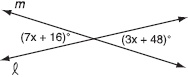 m
(7x + 16)° (3x + 48)°
ℓ